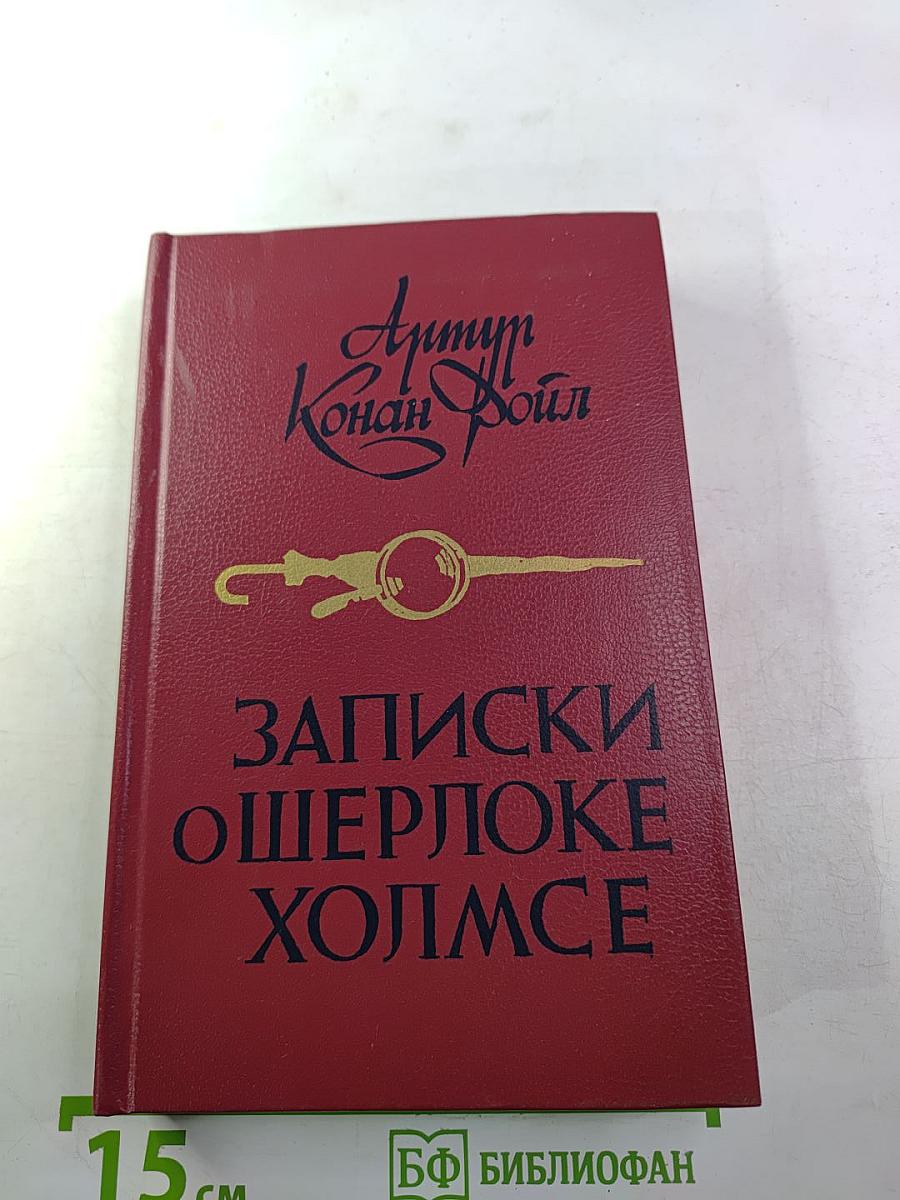 Артур
Конан Дойл
ЗАПИСКИ
О ШЕРЛОКЕ
ХОЛМСЕ
15 см
БФ БИБЛИОФАН